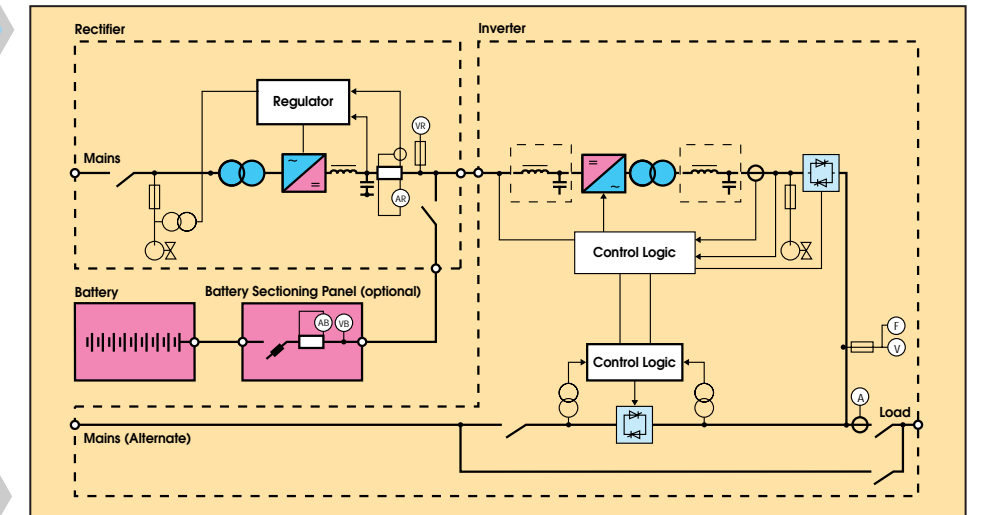 Rectifier
Inverter
Regulator
VR
Mains
AR
Control Logic
Battery
Battery Sectioning Panel (optional)
AB
VB
F
V
Control Logic
A
Load
Mains (Alternate)